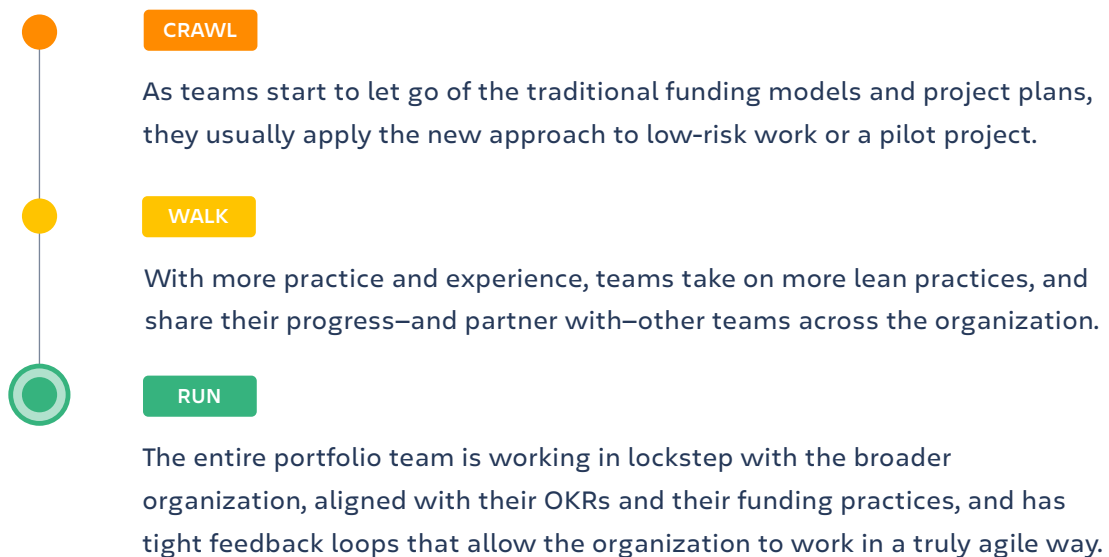 CRAWL
As teams start to let go of the traditional funding models and project plans,
they usually apply the new approach to low-risk work or a pilot project.
WALK
With more practice and experience, teams take on more lean practices, and
share their progress–and partner with–other teams across the organization.
RUN
The entire portfolio team is working in lockstep with the broader
organization, aligned with their OKRs and their funding practices, and has
tight feedback loops that allow the organization to work in a truly agile way.